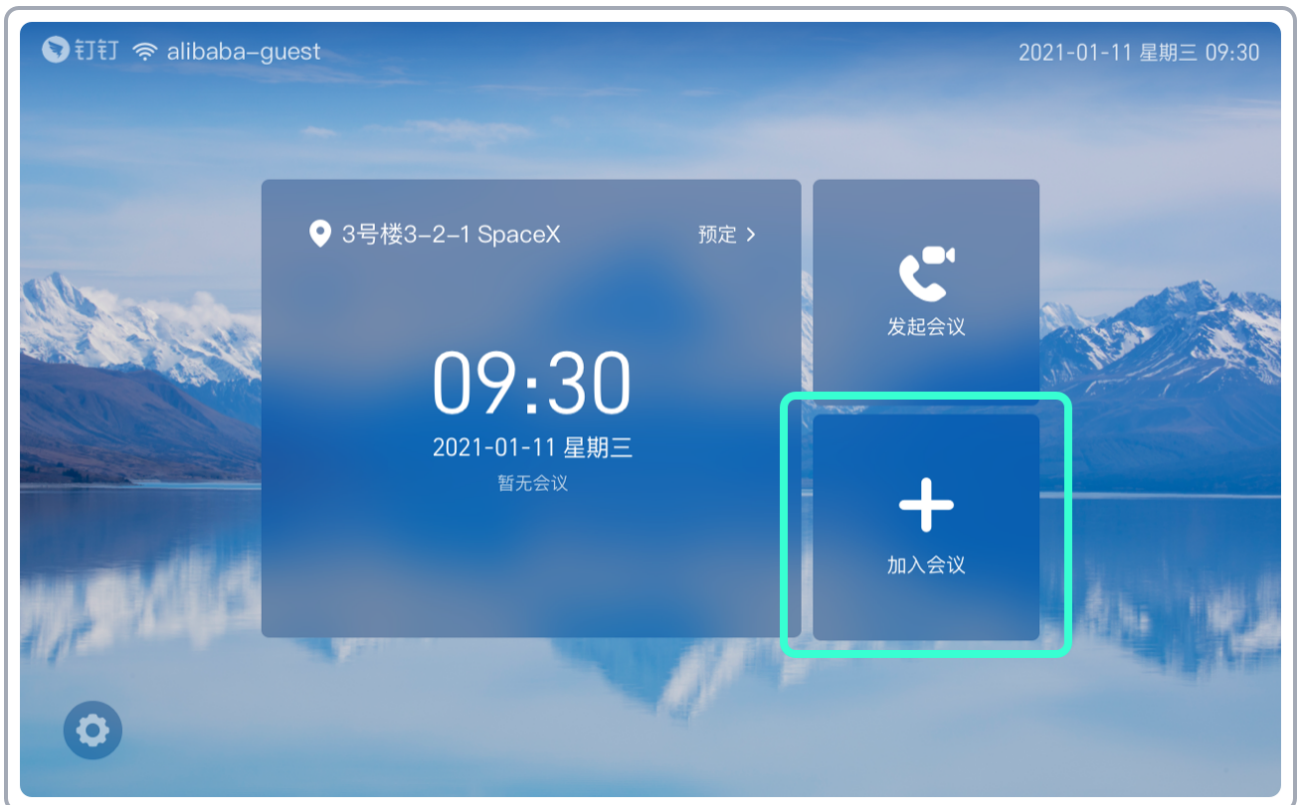 钉钉 alibaba-guest
2021-01-11 星期三 09:30
3号楼3-2-1 SpaceX
预定
09:30
2021-01-11 星期三
暂无会议
发起会议
加入会议